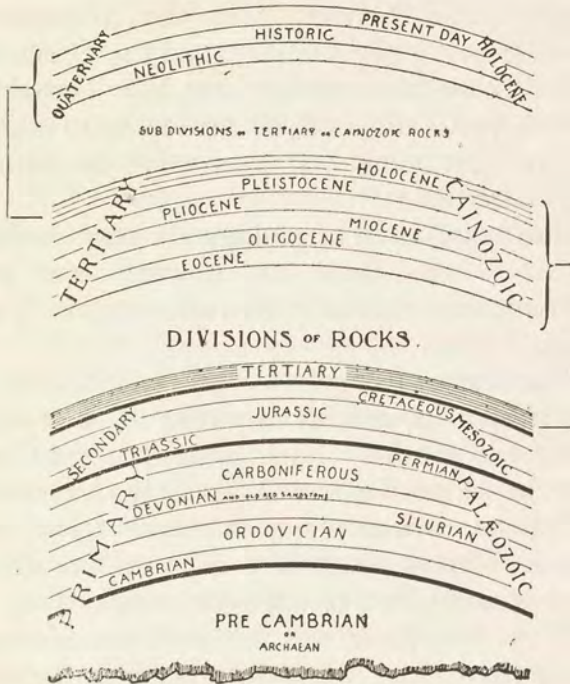 PRESENT DAY
HOLOCENE
HISTORIC
NEOLITHIC
QUATERNARY
SUB DIVISIONS OF TERTIARY OR CAINOZOIC ROCKS
HOLOCENE
PLEISTOCENE
PLIOCENE
MIOCENE
OLIGOCENE
EOCENE
TERTIARY
CAINOZOIC
DIVISIONS OF ROCKS.
TERTIARY
CRETACEOUS
JURASSIC
TRIASSIC
SECONDARY
MESOZOIC
PERMIAN
CARBONIFEROUS
DEVONIAN AND OLD RED SANDSTONE
SILURIAN
ORDOVICIAN
CAMBRIAN
PRIMARY
PALÆOZOIC
PRE CAMBRIAN
OR
ARCHAEAN